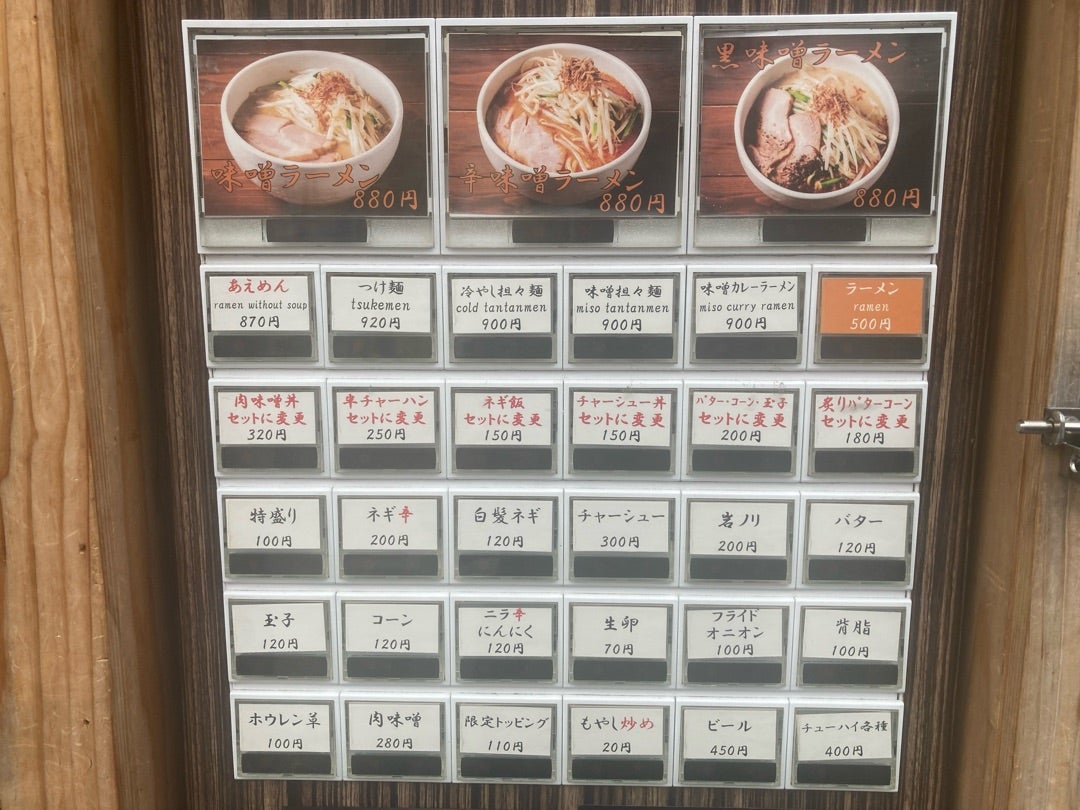 味噌ラーメン
880円
辛味噌ラーメン
880円
黒味噌ラーメン
880円
あえめん
ramen without soup
870円
つけ麺
tsukemen
920円
冷やし担々麺
cold tantanmen
900円
味噌担々麺
miso tantanmen
900円
味噌カレーラーメン
miso curry ramen
900円
ラーメン
ramen
500円
肉味噌丼
セットに変更
320円
半チャーハン
セットに変更
250円
ネギ飯
セットに変更
150円
チャーシュー丼
セットに変更
150円
バター・コーン・玉子
セットに変更
200円
炙りバターコーン
セットに変更
180円
特盛り
100円
ネギ辛
200円
白髪ネギ
120円
チャーシュー
300円
岩ノリ
200円
バター
120円
玉子
120円
コーン
120円
ニラ辛
にんにく
120円
生卵
70円
フライド
オニオン
100円
背脂
100円
ホウレン草
100円
肉味噌
280円
限定トッピング
110円
もやし炒め
20円
ビール
450円
チューハイ各種
400円